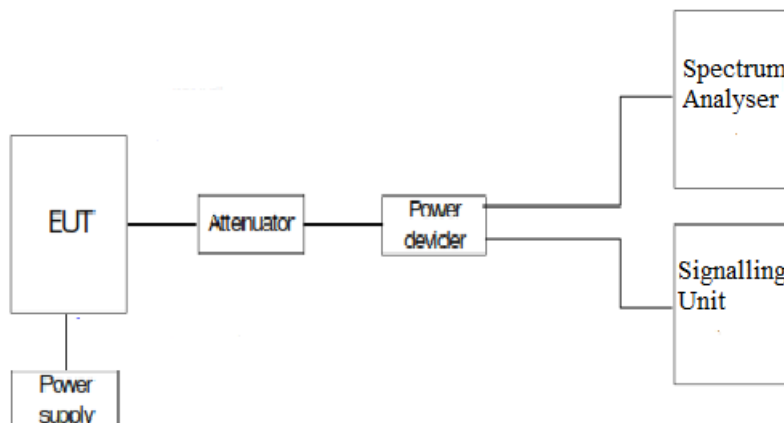 Spectrum
Analyser
EUT
Attenuator
Power
devider
Signalling
Unit
Power
supply